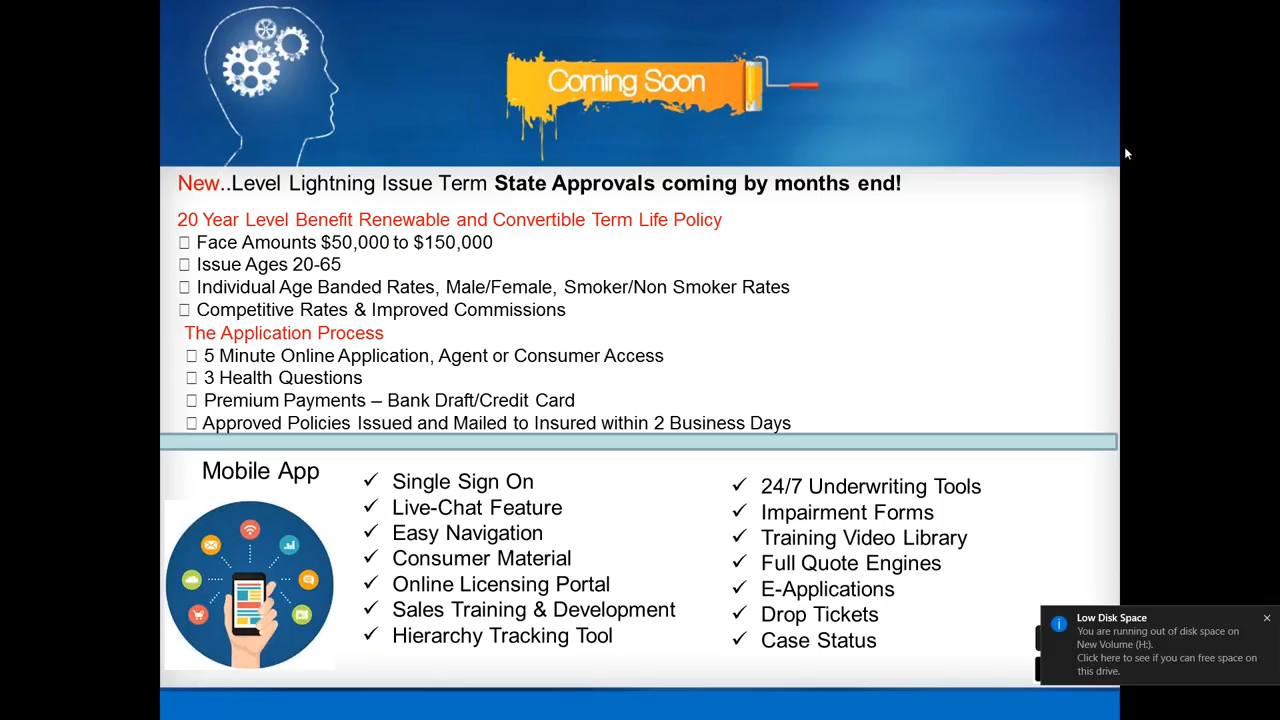 Coming Soon
New..Level Lightning Issue Term State Approvals coming by months end!
20 Year Level Benefit Renewable and Convertible Term Life Policy
Face Amounts $50,000 to $150,000
Issue Ages 20-65
Individual Age Banded Rates, Male/Female, Smoker/Non Smoker Rates
Competitive Rates & Improved Commissions
The Application Process
5 Minute Online Application, Agent or Consumer Access
3 Health Questions
Premium Payments – Bank Draft/Credit Card
Approved Policies Issued and Mailed to Insured within 2 Business Days
Mobile App
✓ Single Sign On
✓ Live-Chat Feature
✓ Easy Navigation
✓ Consumer Material
✓ Online Licensing Portal
✓ Sales Training & Development
✓ Hierarchy Tracking Tool
✓ 24/7 Underwriting Tools
✓ Impairment Forms
✓ Training Video Library
✓ Full Quote Engines
✓ E-Applications
✓ Drop Tickets
✓ Case Status
Low Disk Space
You are running out of disk space on
New Volume (H:).
Click here to see if you can free space on
this drive.